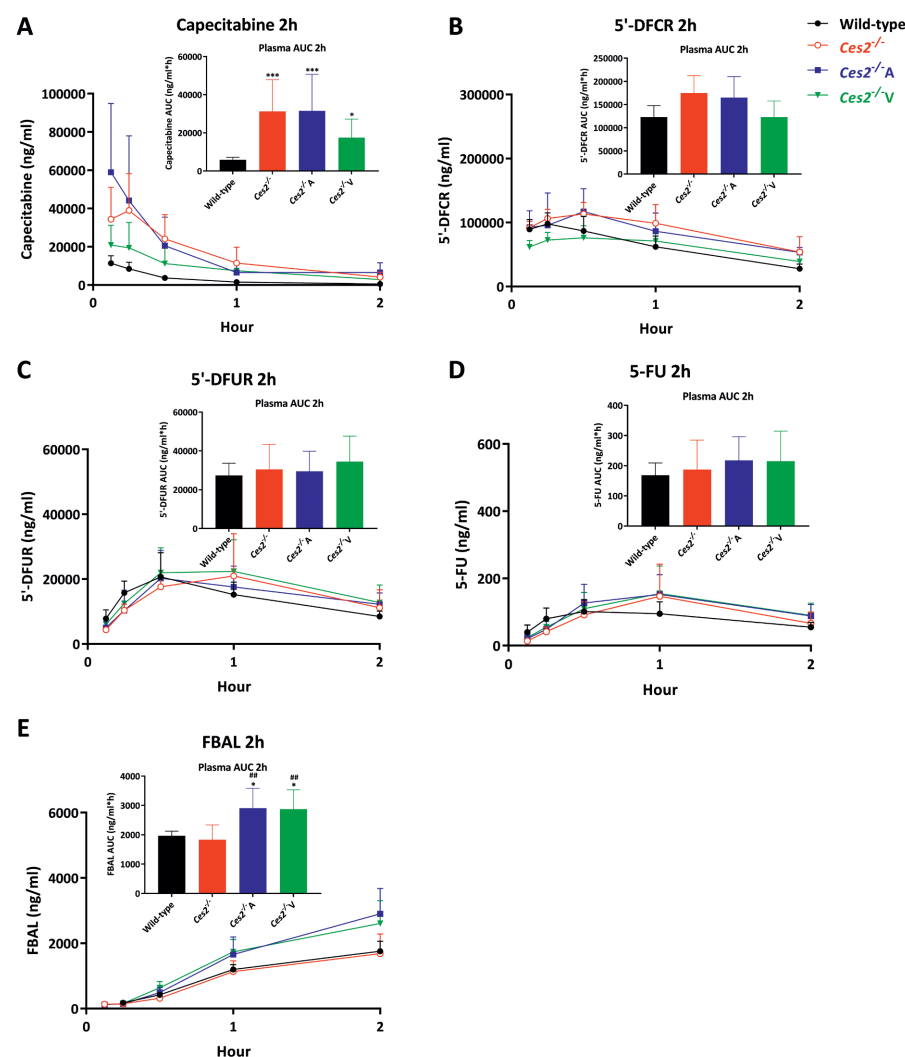 A
Capecitabine 2h
Plasma AUC 2h
Capecitabine AUC (ng/ml*h)
60000
40000
20000
0
***
***
*
Wild-type
Ces2-/-
Ces2-/-A
Ces2-/-V
Capecitabine (ng/ml)
100000
80000
60000
40000
20000
0
0
1
2
Hour
B
5'-DFCR 2h
Plasma AUC 2h
5'-DFCR AUC (ng/ml*h)
250000
200000
150000
100000
50000
0
Wild-type
Ces2-/-
Ces2-/-A
Ces2-/-V
5'-DFCR (ng/ml)
300000
200000
100000
0
0
1
2
Hour
Wild-type
Ces2-/-
Ces2-/-A
Ces2-/-V
C
5'-DFUR 2h
Plasma AUC 2h
5'-DFUR AUC (ng/ml*h)
60000
40000
20000
0
Wild-type
Ces2-/-
Ces2-/-A
Ces2-/-V
5'-DFUR (ng/ml)
60000
40000
20000
0
0
1
2
Hour
D
5-FU 2h
Plasma AUC 2h
5-FU AUC (ng/ml*h)
400
300
200
100
0
Wild-type
Ces2-/-
Ces2-/-A
Ces2-/-V
5-FU (ng/ml)
600
400
200
0
0
1
2
Hour
E
FBAL 2h
Plasma AUC 2h
FBAL AUC (ng/ml*h)
4000
3000
2000
1000
0
##
*
##
*
Wild-type
Ces2-/-
Ces2-/-A
Ces2-/-V
FBAL (ng/ml)
6000
4000
2000
0
0
1
2
Hour